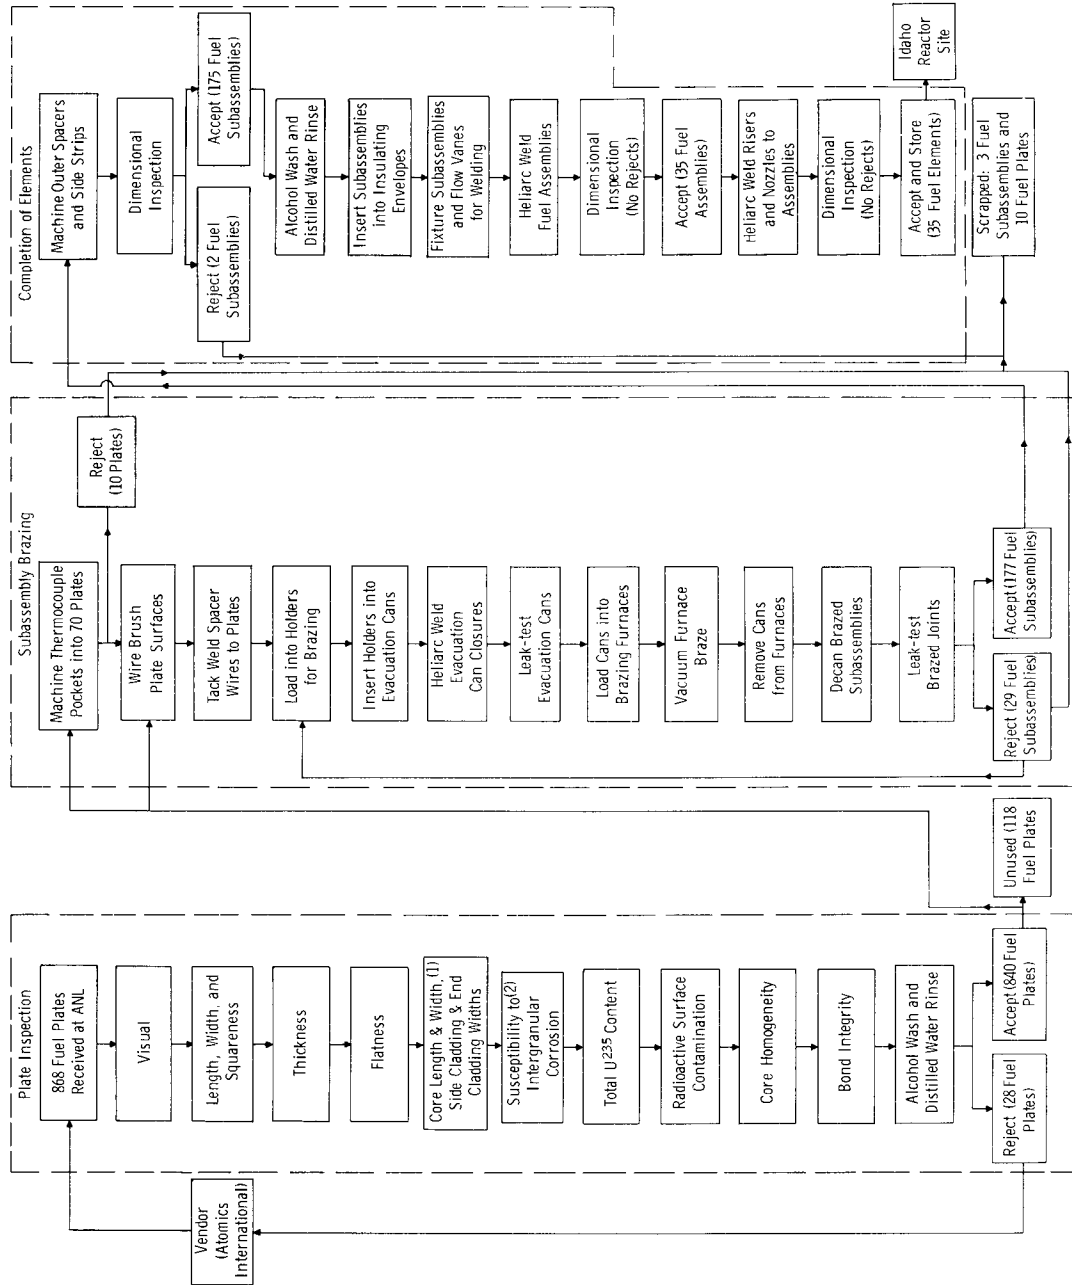 Plate Inspection
868 Fuel Plates
Received at ANL
Visual
Length, Width, and
Squareness
Thickness
Flatness
Core Length & Width,(1)
Side Cladding & End
Cladding Widths
Susceptibility to(2)
Intergranular
Corrosion
Total U235 Content
Radioactive Surface
Contamination
Core Homogeneity
Bond Integrity
Alcohol Wash and
Distilled Water Rinse
Reject (28 Fuel
Plates)
Accept (840 Fuel
Plates)
Vendor
(Atomics
International)
Unused (118
Fuel Plates
Subassembly Brazing
Machine Thermocouple
Pockets into 70 Plates
Reject
(10 Plates)
Wire Brush
Plate Surfaces
Tack Weld Spacer
Wires to Plates
Load into Holders
for Brazing
Insert Holders into
Evacuation Cans
Heliarc Weld
Evacuation
Can Closures
Leak-test
Evacuation Cans
Load Cans into
Brazing Furnaces
Vacuum Furnace
Braze
Remove Cans
from Furnaces
Decan Brazed
Subassemblies
Leak-test
Brazed Joints
Reject (29 Fuel
Subassemblies)
Accept (177 Fuel
Subassemblies)
Completion of Elements
Machine Outer Spacers
and Side Strips
Dimensional
Inspection
Reject (2 Fuel
Subassemblies)
Accept (175 Fuel
Subassemblies)
Alcohol Wash and
Distilled Water Rinse
Insert Subassemblies
into Insulating
Envelopes
Fixture Subassemblies
and Flow Vanes
for Welding
Heliarc Weld
Fuel Assemblies
Dimensional
Inspection
(No Rejects)
Accept (35 Fuel
Assemblies)
Heliarc Weld Risers
and Nozzles to
Assemblies
Dimensional
Inspection
(No Rejects)
Accept and Store
(35 Fuel Elements)
Idaho
Reactor
Site
Scrapped: 3 Fuel
Subassemblies and
10 Fuel Plates